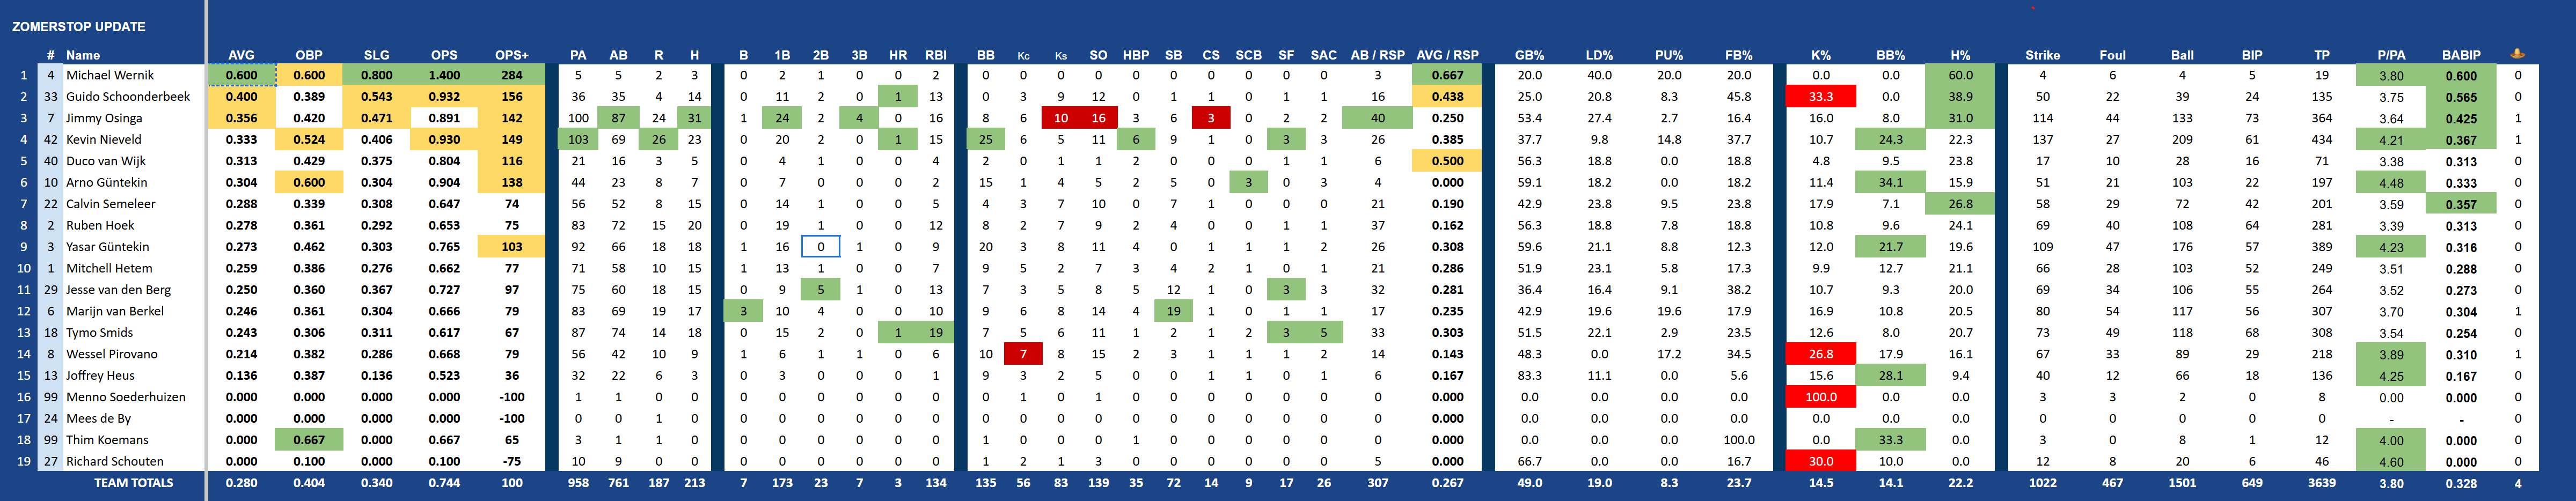 ZOMERSTOP UPDATE
# Name AVG OBP SLG OPS OPS+ PA AB R H B 1B 2B 3B HR RBI BB Kc Ks SO HBP SB CS SCB SF SAC AB / RSP AVG / RSP GB% LD% PU% FB% K% BB% H% Strike Foul Ball BIP TP P/PA BABIP
1 4 Michael Wernik 0.600 0.600 0.800 1.400 284 5 5 2 3 0 2 1 0 0 2 0 0 0 0 0 0 0 0 0 0 3 0.667 20.0 40.0 20.0 20.0 0.0 0.0 60.0 4 6 4 5 19 3.80 0.600 0
2 33 Guido Schoonderbeek 0.400 0.389 0.543 0.932 156 36 35 4 14 0 11 2 0 1 13 0 3 9 12 0 1 1 0 1 1 16 0.438 25.0 20.8 8.3 45.8 33.3 0.0 38.9 50 22 39 24 135 3.75 0.565 0
3 7 Jimmy Osinga 0.356 0.420 0.471 0.891 142 100 87 24 31 1 24 2 4 0 16 8 6 10 16 3 6 3 0 2 2 40 0.250 53.4 27.4 2.7 16.4 16.0 8.0 31.0 114 44 133 73 364 3.64 0.425 1
4 42 Kevin Nieveld 0.333 0.524 0.406 0.930 149 103 69 26 23 0 20 2 0 1 15 25 6 5 11 6 9 1 0 3 3 26 0.385 37.7 9.8 14.8 37.7 10.7 24.3 22.3 137 27 209 61 434 4.21 0.367 1
5 40 Duco van Wijk 0.313 0.429 0.375 0.804 116 21 16 3 5 0 4 1 0 0 4 2 0 1 1 2 0 0 0 1 1 6 0.500 56.3 18.8 0.0 18.8 4.8 9.5 23.8 17 10 28 16 71 3.38 0.313 0
6 10 Arno Güntekin 0.304 0.600 0.304 0.904 138 44 23 8 7 0 7 0 0 0 2 15 1 4 5 2 5 0 3 0 3 4 0.000 59.1 18.2 0.0 18.2 11.4 34.1 15.9 51 21 103 22 197 4.48 0.333 0
7 22 Calvin Semeleer 0.288 0.339 0.308 0.647 74 56 52 8 15 0 14 1 0 0 5 4 3 7 10 0 7 1 0 0 0 21 0.190 42.9 23.8 9.5 23.8 17.9 7.1 26.8 58 29 72 42 201 3.59 0.357 0
8 2 Ruben Hoek 0.278 0.361 0.292 0.653 75 83 72 15 20 0 19 1 0 0 12 8 2 7 9 2 4 0 0 1 1 37 0.162 56.3 18.8 7.8 18.8 10.8 9.6 24.1 69 40 108 64 281 3.39 0.313 0
9 3 Yasar Güntekin 0.273 0.462 0.303 0.765 103 92 66 18 18 1 16 0 1 0 9 20 3 8 11 4 0 1 1 1 2 26 0.308 59.6 21.1 8.8 12.3 12.0 21.7 19.6 109 47 176 57 389 4.23 0.316 0
10 1 Mitchell Hetem 0.259 0.386 0.276 0.662 77 71 58 10 15 1 13 1 0 0 7 9 5 2 7 3 4 2 1 0 1 21 0.286 51.9 23.1 5.8 17.3 9.9 12.7 21.1 66 28 103 52 249 3.51 0.288 0
11 29 Jesse van den Berg 0.250 0.360 0.367 0.727 97 75 60 18 15 0 9 5 1 0 13 7 3 5 8 5 12 1 0 3 3 32 0.281 36.4 16.4 9.1 38.2 10.7 9.3 20.0 69 34 106 55 264 3.52 0.273 0
12 6 Marijn van Berkel 0.246 0.361 0.304 0.666 79 83 69 19 17 3 10 4 0 0 10 9 6 8 14 4 19 1 0 1 1 17 0.235 42.9 19.6 19.6 17.9 16.9 10.8 20.5 80 54 117 56 307 3.70 0.304 1
13 18 Tymo Smids 0.243 0.306 0.311 0.617 67 87 74 14 18 0 15 2 0 1 19 7 5 6 11 1 2 1 2 3 5 33 0.303 51.5 22.1 2.9 23.5 12.6 8.0 20.7 73 49 118 68 308 3.54 0.254 0
14 8 Wessel Pirovano 0.214 0.382 0.286 0.668 79 56 42 10 9 1 6 1 1 0 6 10 7 8 15 2 3 1 1 1 2 14 0.143 48.3 0.0 17.2 34.5 26.8 17.9 16.1 67 33 89 29 218 3.89 0.310 1
15 13 Joffrey Heus 0.136 0.387 0.136 0.523 36 32 22 6 3 0 3 0 0 0 1 9 3 2 5 0 0 1 1 0 1 6 0.167 83.3 11.1 0.0 5.6 15.6 28.1 9.4 40 12 66 18 136 4.25 0.167 0
16 99 Menno Soederhuizen 0.000 0.000 0.000 0.000 -100 1 1 0 0 0 0 0 0 0 0 0 1 0 1 0 0 0 0 0 0 0 0.000 0.0 0.0 0.0 0.0 100.0 0.0 0.0 3 3 2 0 8 0.00 0.000 0
17 24 Mees de By 0.000 0.000 0.000 0.000 -100 0 0 1 0 0 0 0 0 0 0 0 0 0 0 0 0 0 0 0 0 0 0.000 0.0 0.0 0.0 0.0 0.0 0.0 0.0 0 0 0 0 0 - - 0
18 99 Thim Koemans 0.000 0.667 0.000 0.667 65 3 1 1 0 0 0 0 0 0 0 1 0 0 0 1 0 0 0 0 0 0 0.000 0.0 0.0 0.0 100.0 0.0 33.3 0.0 3 0 8 1 12 4.00 0.000 0
19 27 Richard Schouten 0.000 0.100 0.000 0.100 -75 10 9 0 0 0 0 0 0 0 0 1 2 1 3 0 0 0 0 0 0 5 0.000 66.7 0.0 0.0 16.7 30.0 10.0 0.0 12 8 20 6 46 4.60 0.000 0
TEAM TOTALS 0.280 0.404 0.340 0.744 100 958 761 187 213 7 173 23 7 3 134 135 56 83 139 35 72 14 9 17 26 307 0.267 49.0 19.0 8.3 23.7 14.5 14.1 22.2 1022 467 1501 649 3639 3.80 0.328 4